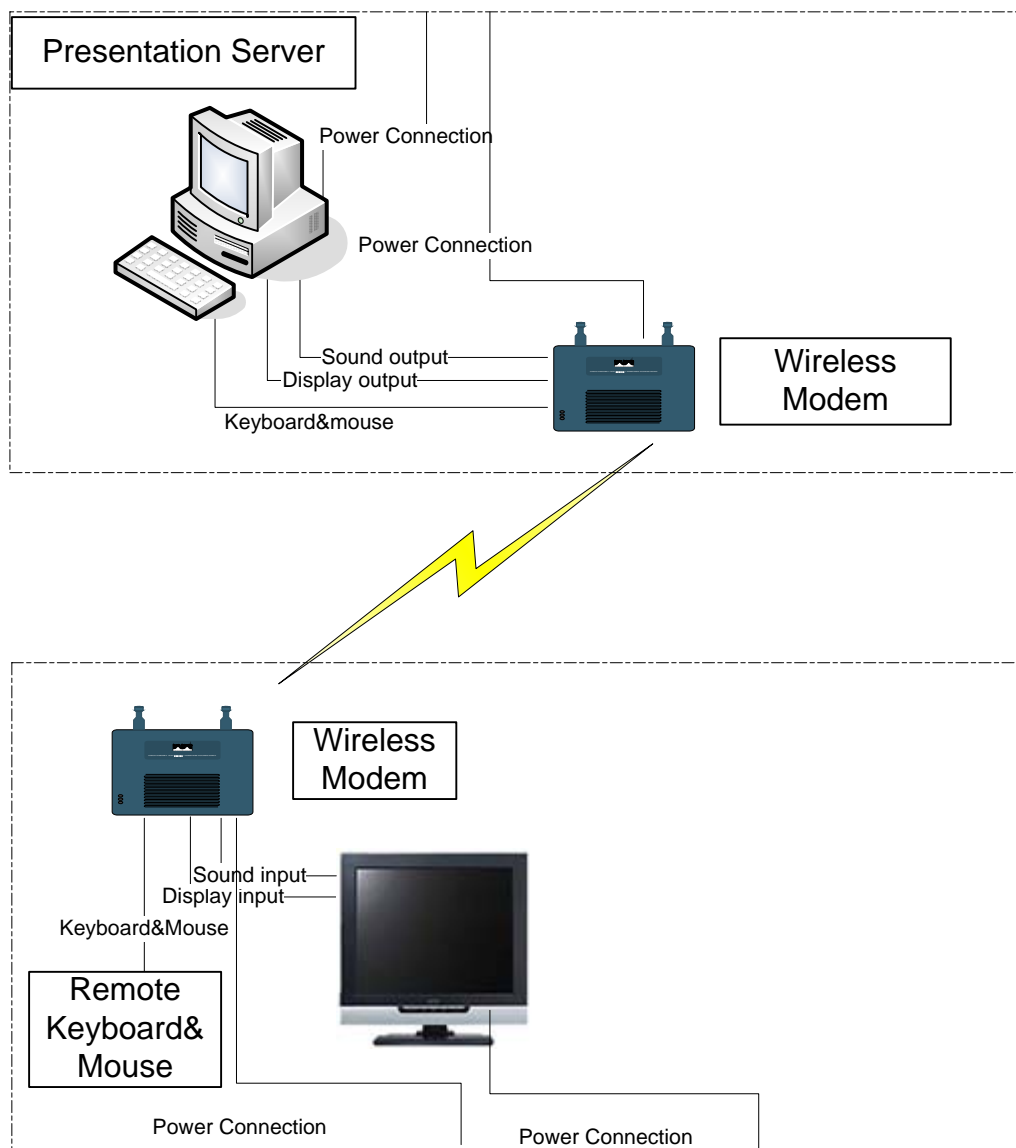 Presentation Server
Power Connection
Power Connection
Sound output
Display output
Keyboard&mouse
Wireless
Modem
Wireless
Modem
Sound input
Display input
Keyboard&Mouse
Remote
Keyboard&
Mouse
Power Connection
Power Connection